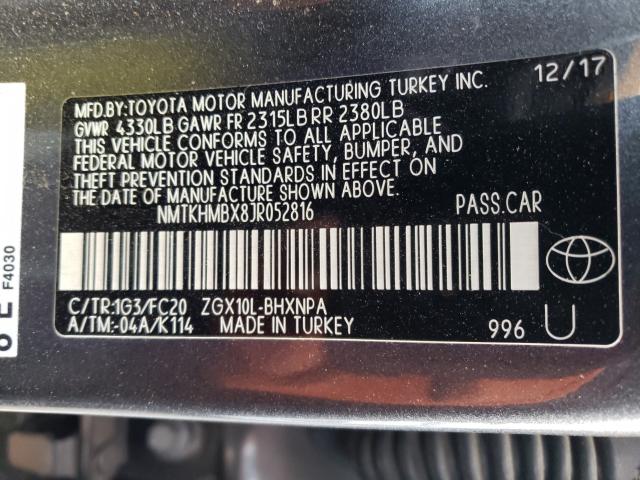 MFD.BY:TOYOTA MOTOR MANUFACTURING TURKEY INC. 12/17
GVWR 4330LB GAWR FR 2315LB RR 2380LB
THIS VEHICLE CONFORMS TO ALL APPLICABLE
FEDERAL MOTOR VEHICLE SAFETY, BUMPER, AND
THEFT PREVENTION STANDARDS IN EFFECT ON
THE DATE OF MANUFACTURE SHOWN ABOVE.
NMTKHMBX8JR052816 PASS.CAR
C/TR:1G3/FC20 ZGX10L-BHXNPA
A/TM:-04A/K114 MADE IN TURKEY 996 U
F4030